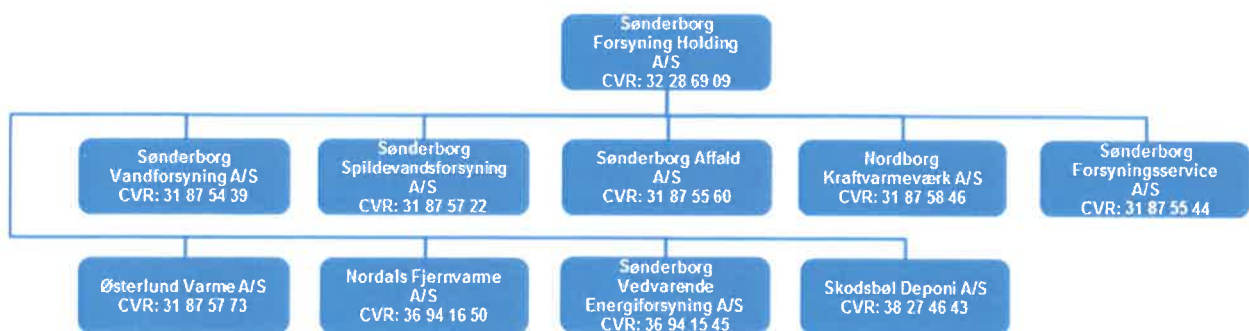 Sønderborg
Forsyning Holding
A/S
CVR: 32 28 69 09
Sønderborg
Vandforsyning A/S
CVR: 31 87 54 39
Sønderborg
Spildevandsforsyning
A/S
CVR: 31 87 57 22
Sønderborg Affald
A/S
CVR: 31 87 55 60
Nordborg
Kraftvarmeværk A/S
CVR: 31 87 58 46
Sønderborg
Forsyningsservice
A/S
CVR: 31 87 55 44
Østerlund Varme A/S
CVR: 31 87 57 73
Nordals Fjernvarme
A/S
CVR: 36 94 16 50
Sønderborg
Vedvarende
Energiforsyning A/S
CVR: 36 94 15 45
Skodsbøl Deponi A/S
CVR: 38 27 46 43